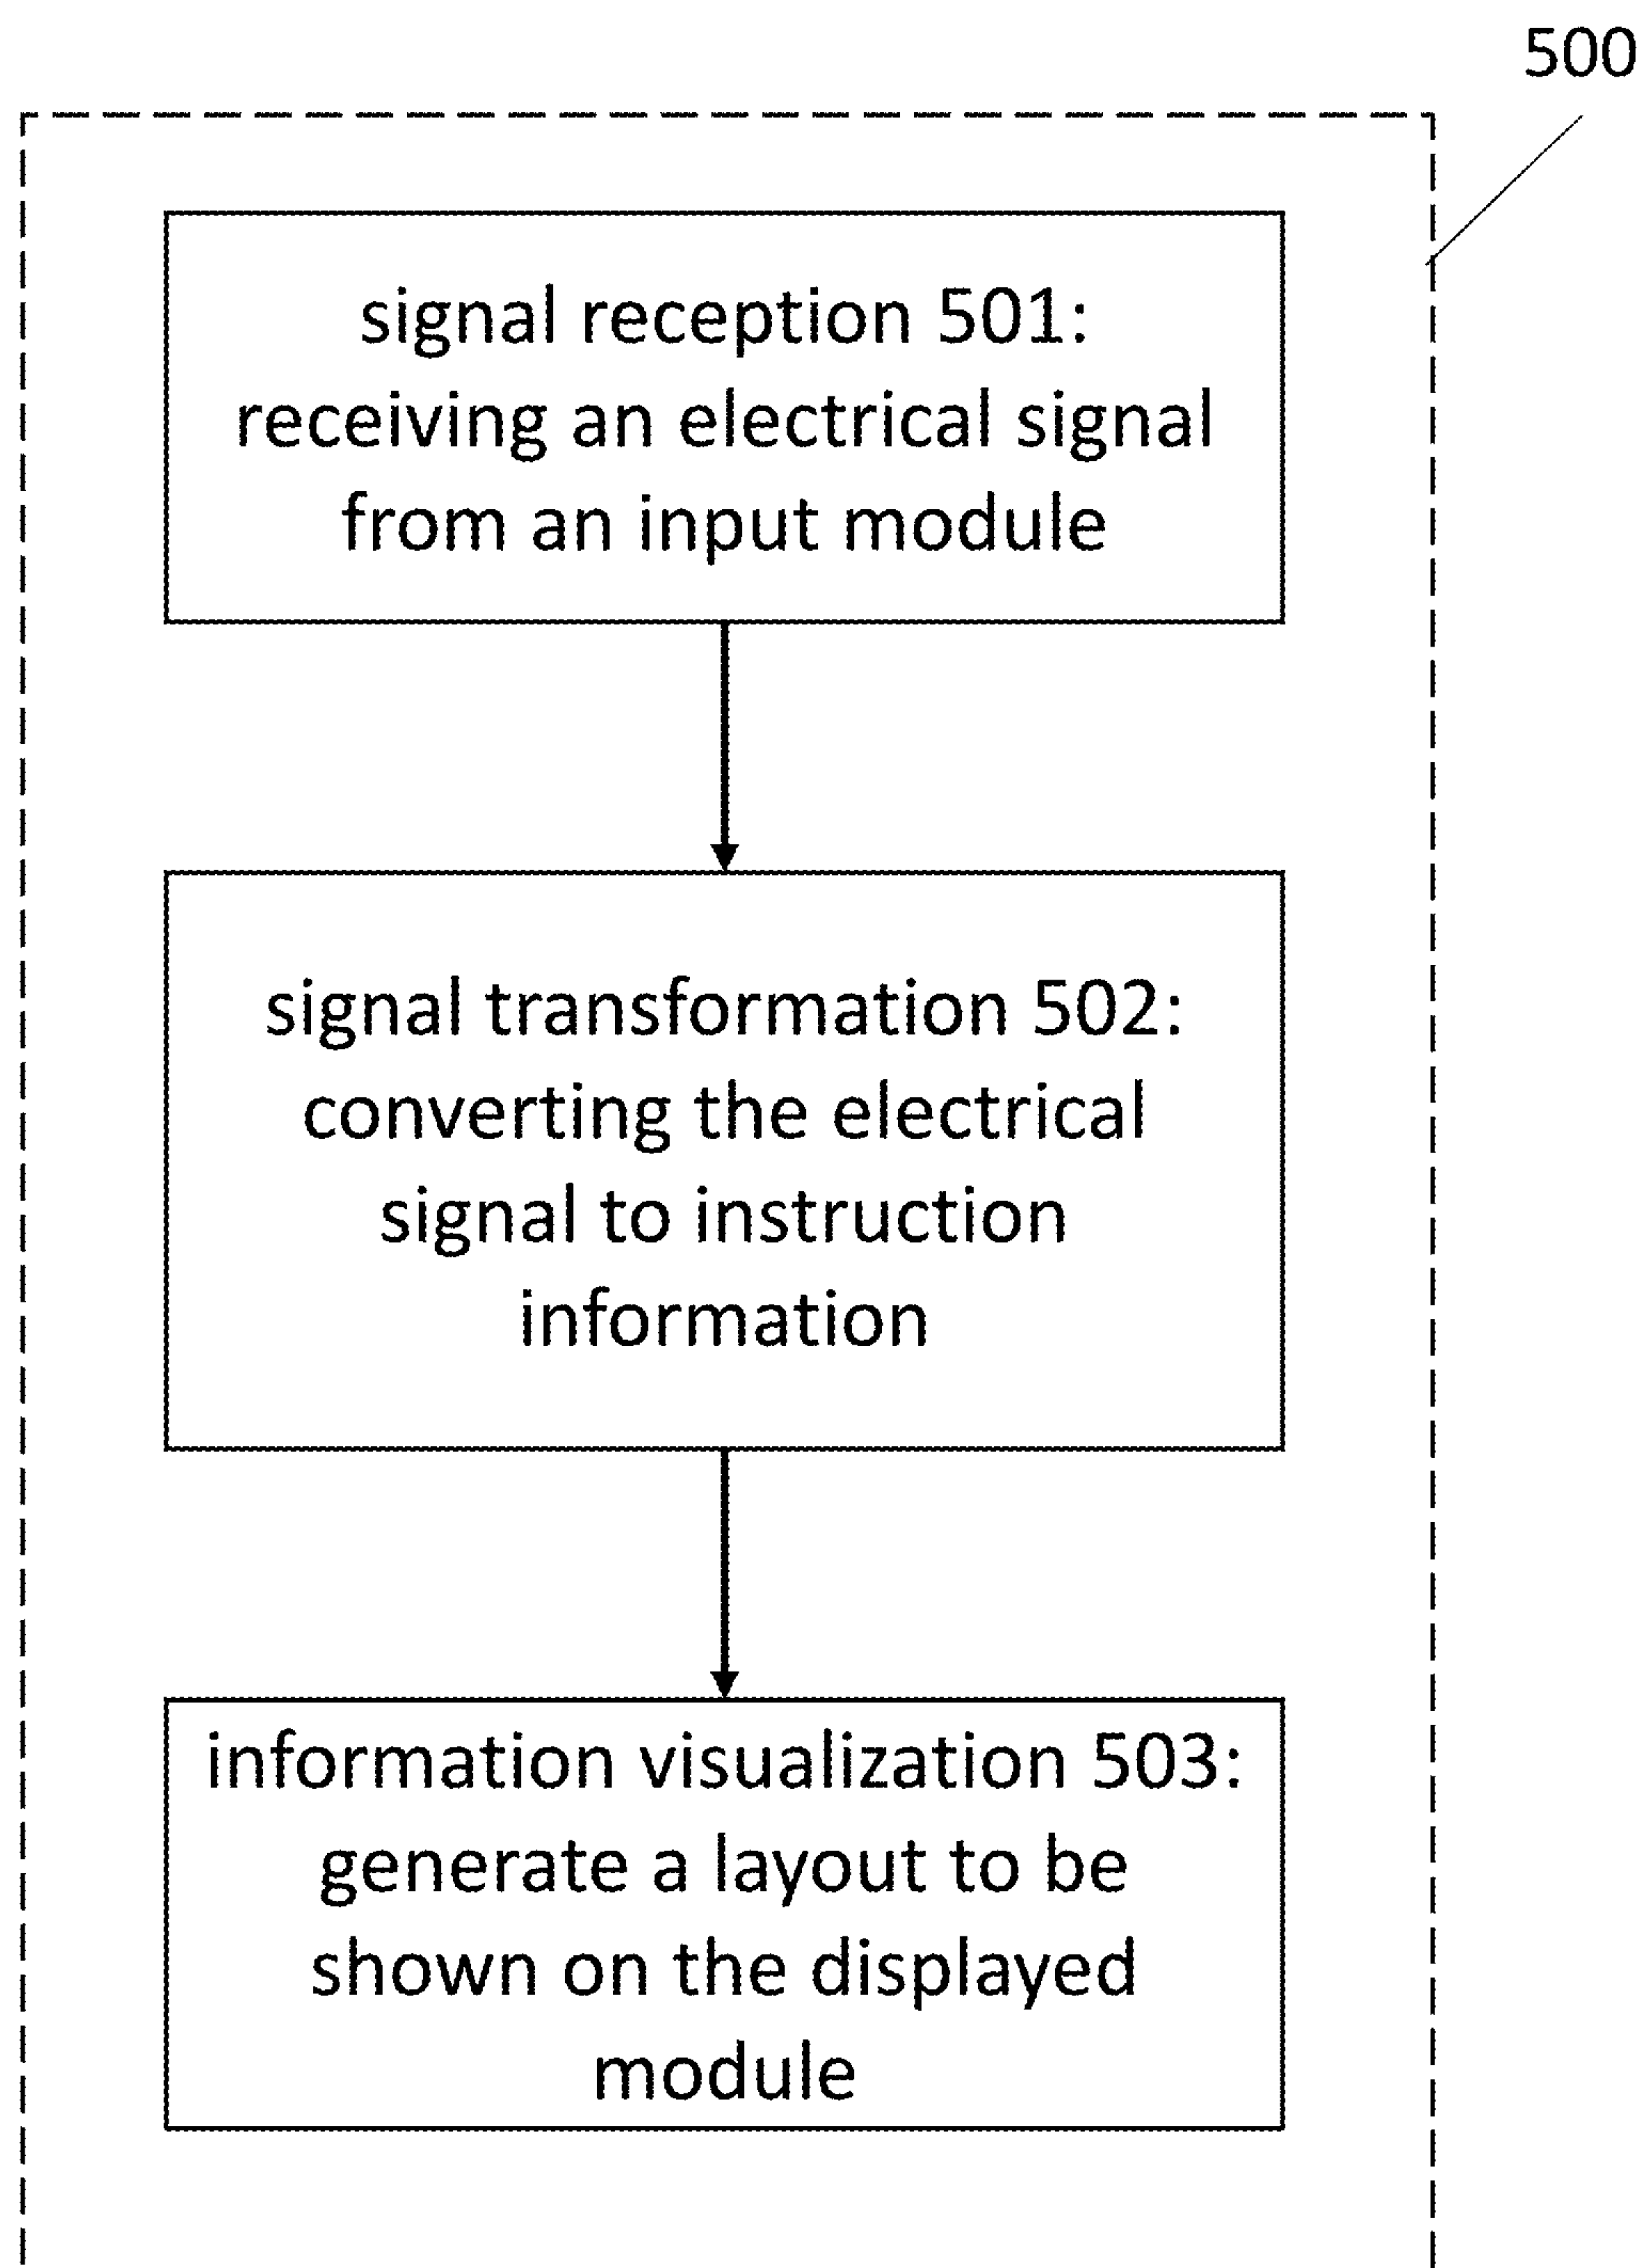 500
signal reception 501:
receiving an electrical signal
from an input module
signal transformation 502:
converting the electrical
signal to instruction
information
information visualization 503:
generate a layout to be
shown on the displayed
module